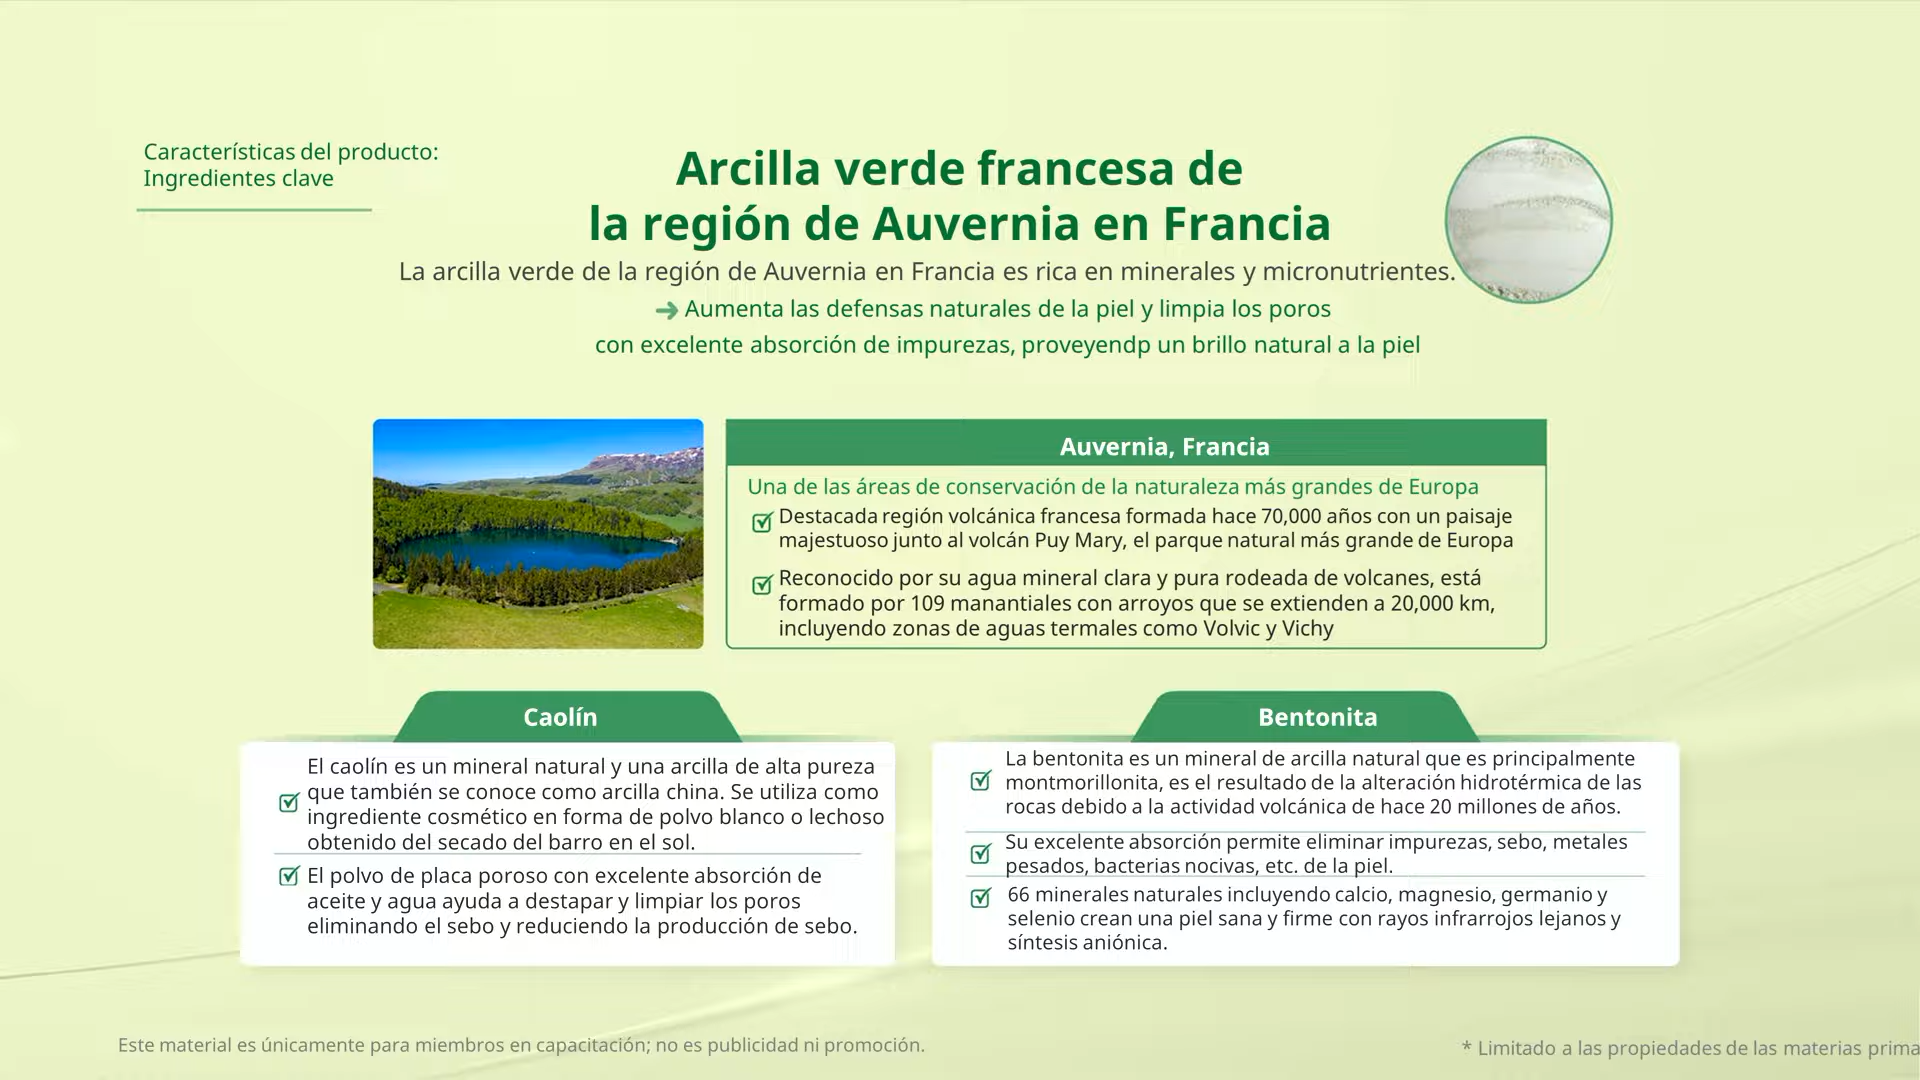 Características del producto:
Ingredientes clave
Arcilla verde francesa de
la región de Auvernia en Francia
La arcilla verde de la región de Auvernia en Francia es rica en minerales y micronutrientes.
➔ Aumenta las defensas naturales de la piel y limpia los poros
con excelente absorción de impurezas, proveyendp un brillo natural a la piel
Auvernia, Francia
Una de las áreas de conservación de la naturaleza más grandes de Europa
Destacada región volcánica francesa formada hace 70,000 años con un paisaje
majestuoso junto al volcán Puy Mary, el parque natural más grande de Europa
Reconocido por su agua mineral clara y pura rodeada de volcanes, está
formado por 109 manantiales con arroyos que se extienden a 20,000 km,
incluyendo zonas de aguas termales como Volvic y Vichy
Caolín
El caolín es un mineral natural y una arcilla de alta pureza
que también se conoce como arcilla china. Se utiliza como
ingrediente cosmético en forma de polvo blanco o lechoso
obtenido del secado del barro en el sol.
El polvo de placa poroso con excelente absorción de
aceite y agua ayuda a destapar y limpiar los poros
eliminando el sebo y reduciendo la producción de sebo.
Bentonita
La bentonita es un mineral de arcilla natural que es principalmente
montmorillonita, es el resultado de la alteración hidrotérmica de las
rocas debido a la actividad volcánica de hace 20 millones de años.
Su excelente absorción permite eliminar impurezas, sebo, metales
pesados, bacterias nocivas, etc. de la piel.
66 minerales naturales incluyendo calcio, magnesio, germanio y
selenio crean una piel sana y firme con rayos infrarrojos lejanos y
síntesis aniónica.
Este material es únicamente para miembros en capacitación; no es publicidad ni promoción.
* Limitado a las propiedades de las materias prima